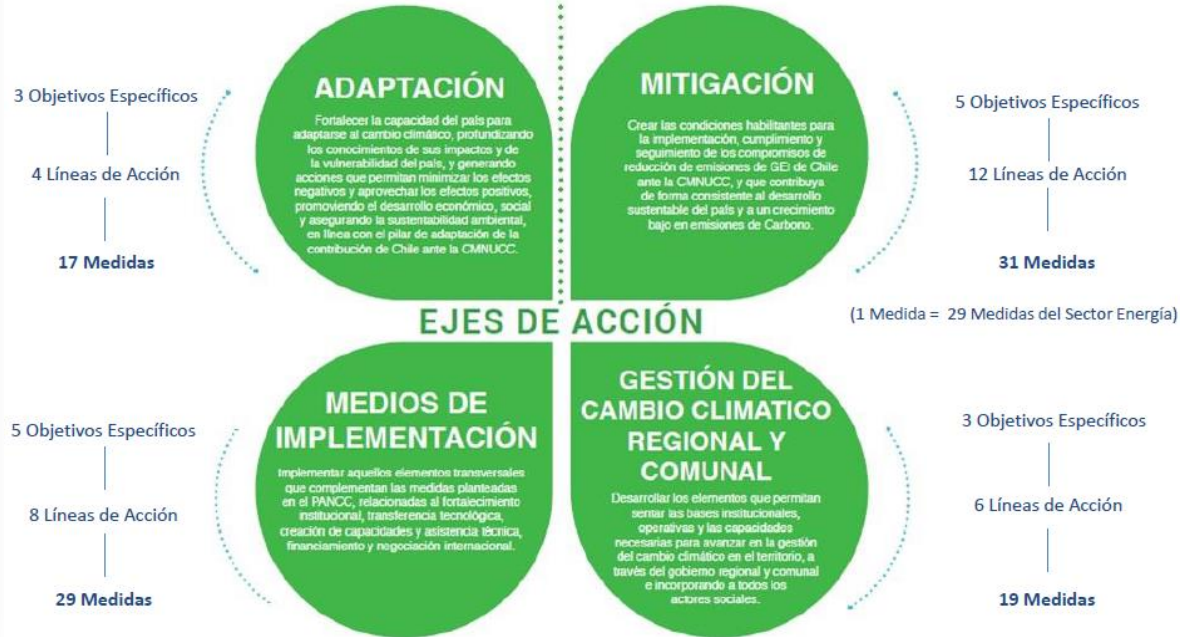 3 Objetivos Específicos
4 Líneas de Acción
17 Medidas
ADAPTACIÓN
Fortalecer la capacidad del país para
adaptarse al cambio climático, profundizando
los conocimientos de sus impactos y de
la vulnerabilidad del país, y generando
acciones que permitan minimizar los efectos
negativos y aprovechar los efectos positivos,
promoviendo el desarrollo económico, social
y asegurando la sustentabilidad ambiental,
en línea con el pilar de adaptación de la
contribución de Chile ante la CMNUCC.
MITIGACIÓN
Crear las condiciones habilitantes para
la implementación, cumplimiento y
seguimiento de los compromisos de
reducción de emisiones de GEI de Chile
ante la CMNUCC, y que contribuya
de forma consistente al desarrollo
sustentable del país y a un crecimiento
bajo en emisiones de Carbono.
5 Objetivos Específicos
12 Líneas de Acción
31 Medidas
(1 Medida = 29 Medidas del Sector Energía)
EJES DE ACCIÓN
5 Objetivos Específicos
8 Líneas de Acción
29 Medidas
MEDIOS DE
IMPLEMENTACIÓN
Implementar aquellos elementos transversales
que complementan las medidas planteadas
en el PANCC, relacionadas al fortalecimiento
institucional, transferencia tecnológica,
creación de capacidades y asistencia técnica,
financiamiento y negociación internacional.
GESTIÓN DEL
CAMBIO CLIMATICO
REGIONAL Y
COMUNAL
Desarrollar los elementos que permitan
sentar las bases institucionales,
operativas y las capacidades
necesarias para avanzar en la gestión
del cambio climático en el territorio, a
través del gobierno regional y comunal
e incorporando a todos los
actores sociales.
3 Objetivos Específicos
6 Líneas de Acción
19 Medidas